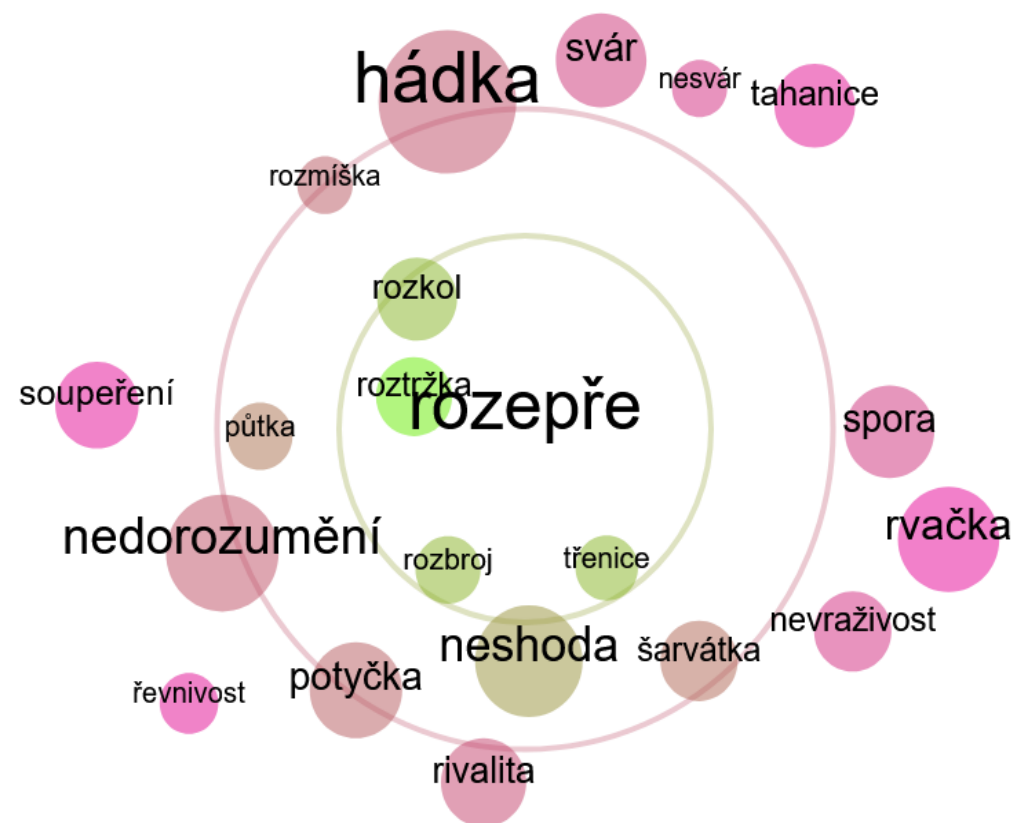 svár
hádka
nesvár
tahanice
rozmíška
rozkol
roztržka
soupeření
rozepře
půtka
spora
rvačka
nedorozumění
rozbroj
třenice
nevraživost
neshoda
šarvátka
potyčka
řevnivost
rivalita